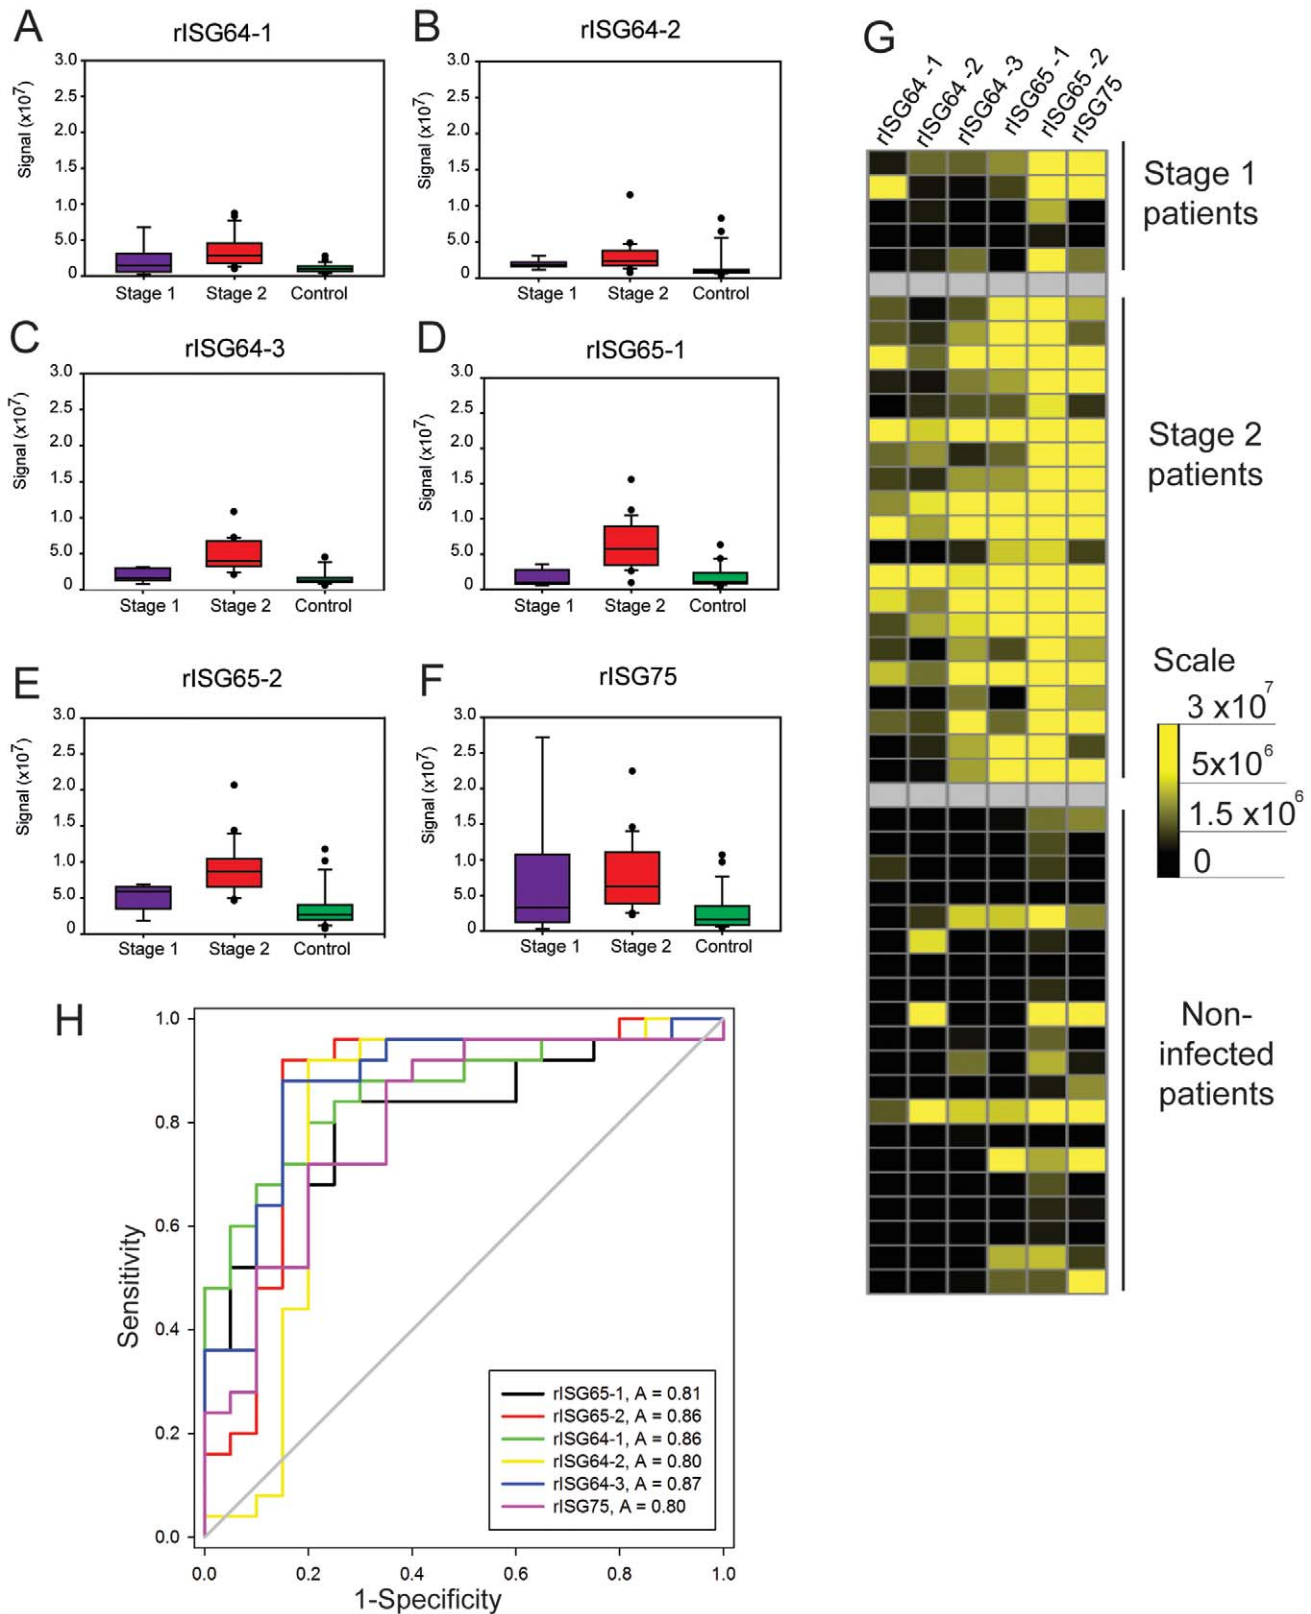 A
rISG64-1
Signal (x10⁷)
3.0
2.5
2.0
1.5
1.0
5.0
0
Stage 1 Stage 2 Control
B
rISG64-2
Signal (x10⁷)
3.0
2.5
2.0
1.5
1.0
5.0
0
Stage 1 Stage 2 Control
C
rISG64-3
Signal (x10⁷)
3.0
2.5
2.0
1.5
1.0
5.0
0
Stage 1 Stage 2 Control
D
rISG65-1
Signal (x10⁷)
3.0
2.5
2.0
1.5
1.0
5.0
0
Stage 1 Stage 2 Control
E
rISG65-2
Signal (x10⁷)
3.0
2.5
2.0
1.5
1.0
5.0
0
Stage 1 Stage 2 Control
F
rISG75
Signal (x10⁷)
3.0
2.5
2.0
1.5
1.0
5.0
0
Stage 1 Stage 2 Control
G
rISG64 -1
rISG64 -2
rISG64 -3
rISG65 -1
rISG65 -2
rISG75
Stage 1
patients
Stage 2
patients
Non-
infected
patients
Scale
3 x10⁷
5x10⁶
1.5 x10⁶
0
H
Sensitivity
1.0
0.8
0.6
0.4
0.2
0.0
rISG65-1, A = 0.81
rISG65-2, A = 0.86
rISG64-1, A = 0.86
rISG64-2, A = 0.80
rISG64-3, A = 0.87
rISG75, A = 0.80
0.0 0.2 0.4 0.6 0.8 1.0
1-Specificity